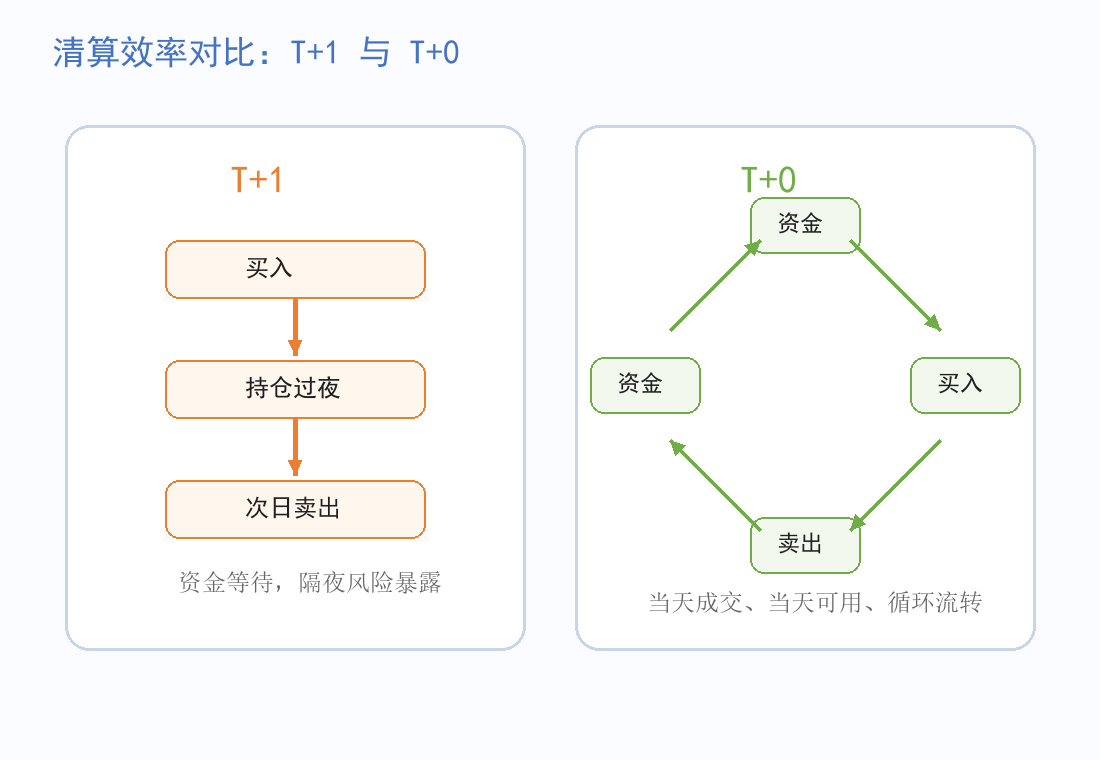 清算效率对比：T+1 与 T+0
T+1
买入
持仓过夜
次日卖出
资金等待，隔夜风险暴露
T+0
资金
资金
买入
卖出
当天成交、当天可用、循环流转